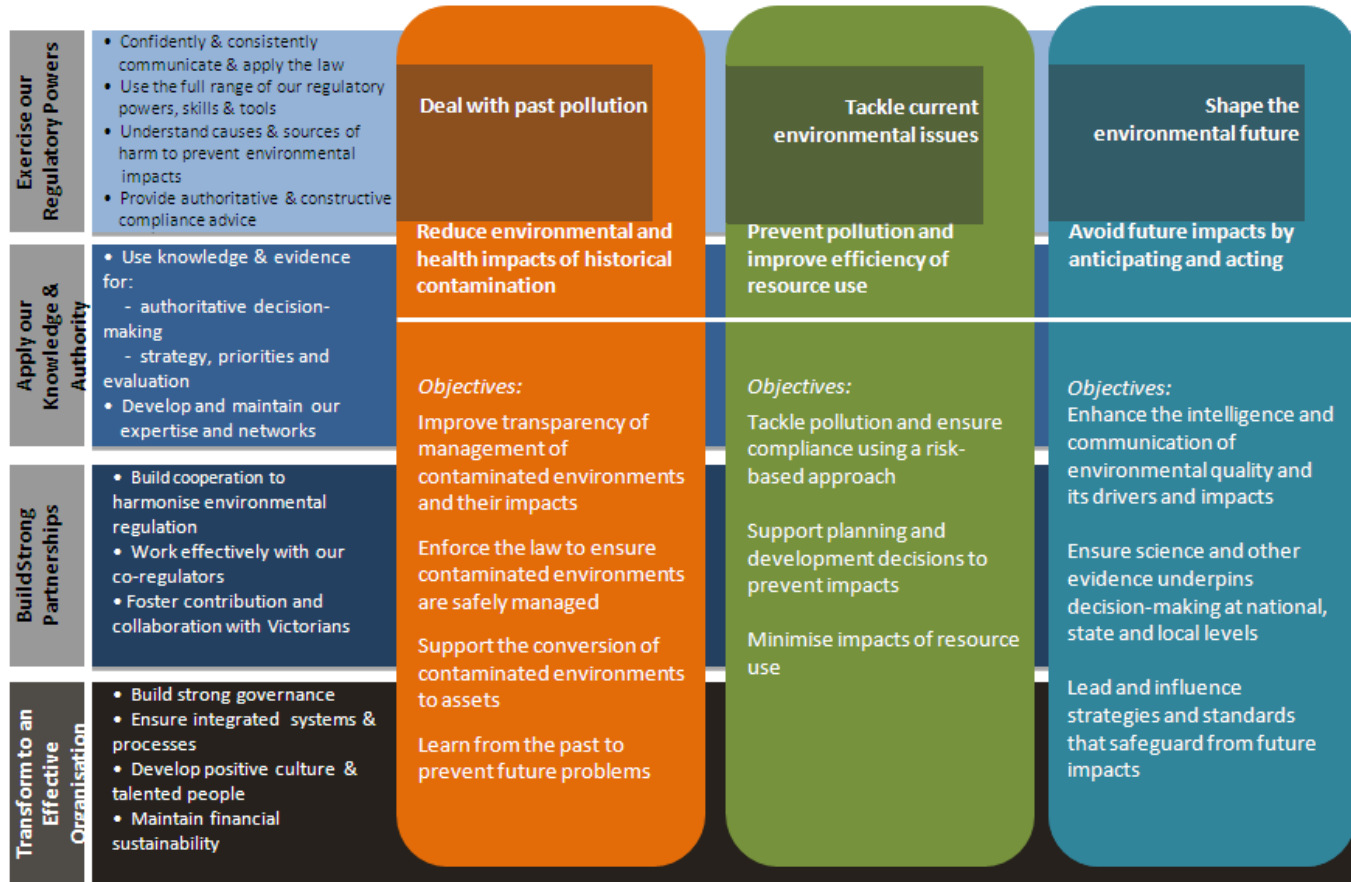 Exercise our
Regulatory Powers
• Confidently & consistently
communicate & apply the law
• Use the full range of our regulatory
powers, skills & tools
• Understand causes & sources of
harm to prevent environmental
impacts
• Provide authoritative & constructive
compliance advice
Apply our
Knowledge &
Authority
• Use knowledge & evidence
for:
- authoritative decision-
making
- strategy, priorities and
evaluation
• Develop and maintain our
expertise and networks
BuildStrong
Partnerships
• Build cooperation to
harmonise environmental
regulation
• Work effectively with our
co-regulators
• Foster contribution and
collaboration with Victorians
Transform to an
Effective
Organisation
• Build strong governance
• Ensure integrated systems &
processes
• Develop positive culture &
talented people
• Maintain financial
sustainability
Deal with past pollution
Reduce environmental and
health impacts of historical
contamination
Objectives:
Improve transparency of
management of
contaminated environments
and their impacts
Enforce the law to ensure
contaminated environments
are safely managed
Support the conversion of
contaminated environments
to assets
Learn from the past to
prevent future problems
Tackle current
environmental issues
Prevent pollution and
improve efficiency of
resource use
Objectives:
Tackle pollution and ensure
compliance using a risk-
based approach
Support planning and
development decisions to
prevent impacts
Minimise impacts of resource
use
Shape the
environmental future
Avoid future impacts by
anticipating and acting
Objectives:
Enhance the intelligence and
communication of
environmental quality and
its drivers and impacts
Ensure science and other
evidence underpins
decision-making at national,
state and local levels
Lead and influence
strategies and standards
that safeguard from future
impacts